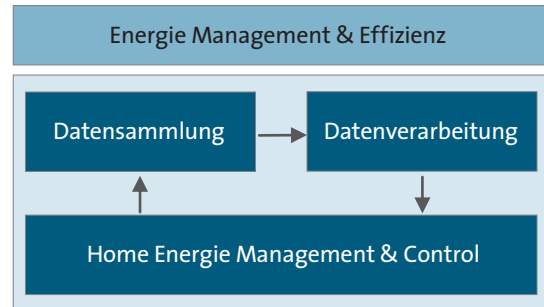 Energie Management & Effizienz
Datensammlung
Datenverarbeitung
Home Energie Management & Control